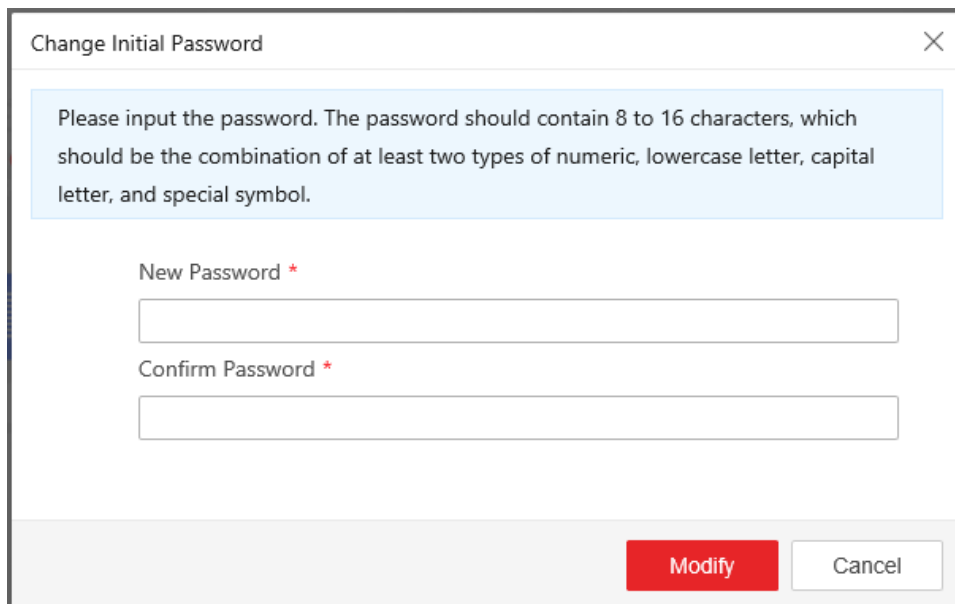 Change Initial Password
Please input the password. The password should contain 8 to 16 characters, which
should be the combination of at least two types of numeric, lowercase letter, capital
letter, and special symbol.
New Password *
Confirm Password *
Modify
Cancel